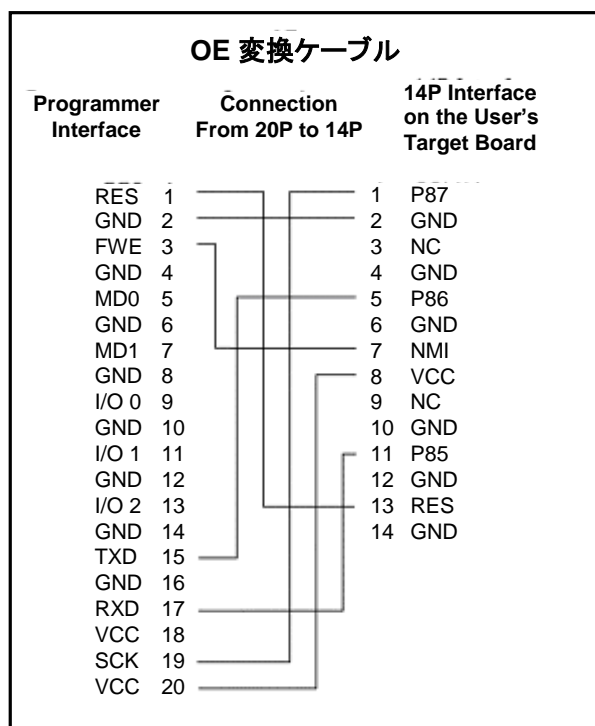 OE 変換ケーブル
Programmer
Interface
Connection
From 20P to 14P
14P Interface
on the User's
Target Board
RES 1
GND 2
FWE 3
GND 4
MD0 5
GND 6
MD1 7
GND 8
I/O 0 9
GND 10
I/O 1 11
GND 12
I/O 2 13
GND 14
TXD 15
GND 16
RXD 17
VCC 18
SCK 19
VCC 20
1 P87
2 GND
3 NC
4 GND
5 P86
6 GND
7 NMI
8 VCC
9 NC
10 GND
11 P85
12 GND
13 RES
14 GND